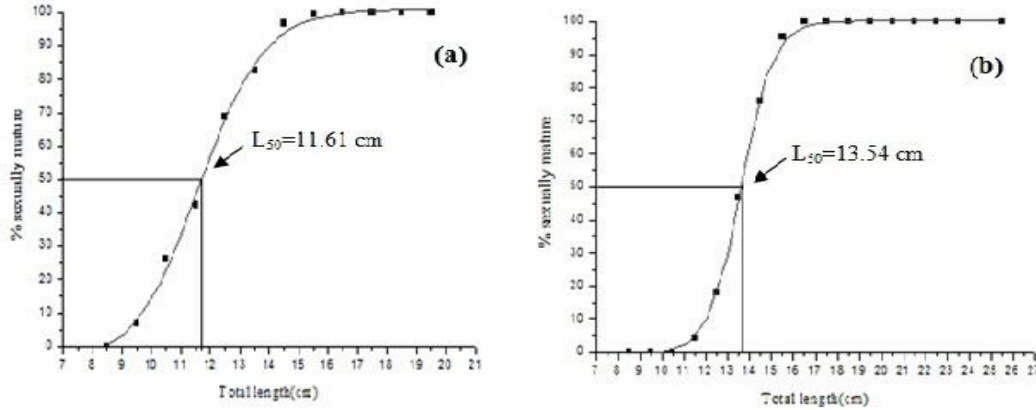 100
90
80
70
60
50
40
30
20
10
0
% sexually mature
(a)
L50=11.61 cm
7 8 9 10 11 12 13 14 15 16 17 18 19 20 21
Total length(cm)
100
90
80
70
60
50
40
30
20
10
0
% sexually mature
(b)
L50=13.54 cm
7 8 9 10 11 12 13 14 15 16 17 18 19 20 21 22 23 24 25 26 27
Total length(cm)